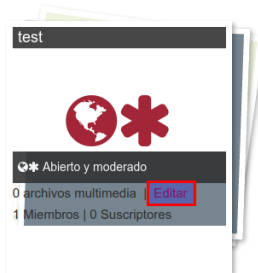 test
Abierto y moderado
0 archivos multimedia | Editar
1 Miembros | 0 Suscriptores